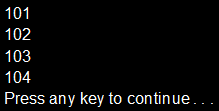 101
102
103
104
Press any key to continue . . .